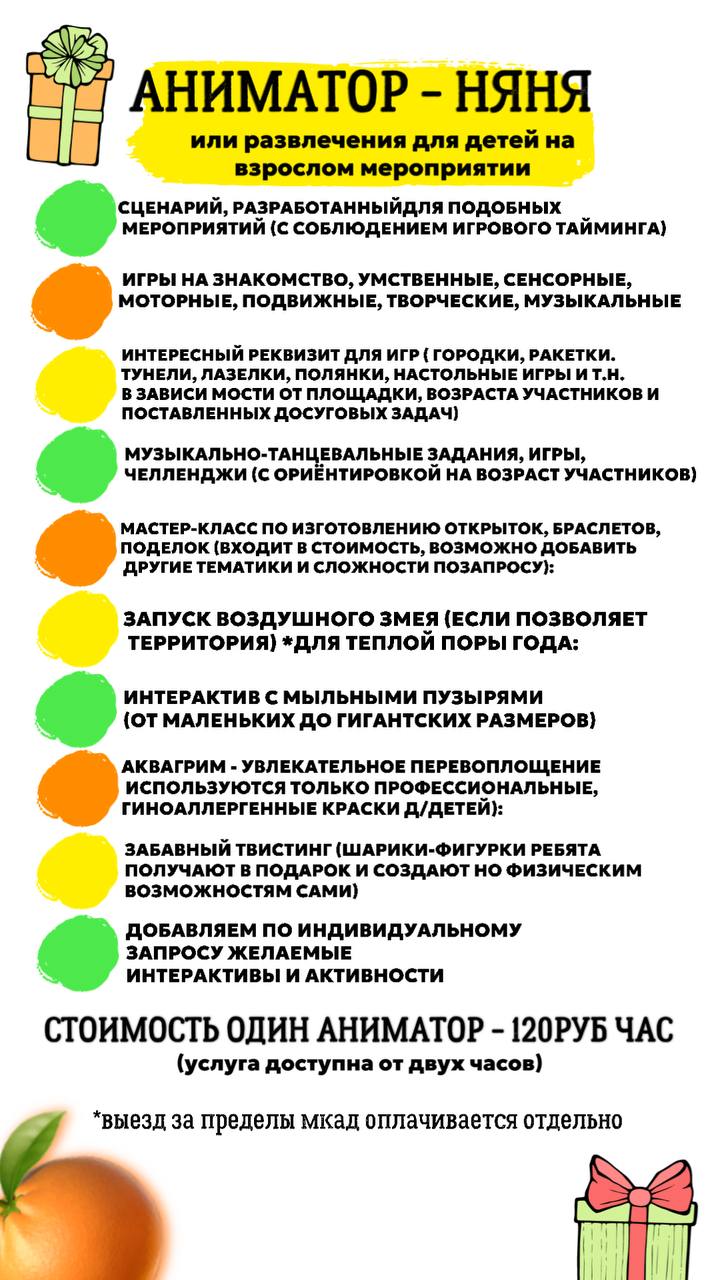 АНИМАТОР - НЯНЯ
или развлечения для детей на
взрослом мероприятии
СЦЕНАРИЙ, РАЗРАБОТАННЫЙДЛЯ ПОДОБНЫХ
МЕРОПРИЯТИЙ (С СОБЛЮДЕНИЕМ ИГРОВОГО ТАЙМИНГА)
ИГРЫ НА ЗНАКОМСТВО, УМСТВЕННЫЕ, СЕНСОРНЫЕ,
МОТОРНЫЕ, ПОДВИЖНЫЕ, ТВОРЧЕСКИЕ, МУЗЫКАЛЬНЫЕ
ИНТЕРЕСНЫЙ РЕКВИЗИТ ДЛЯ ИГР ( ГОРОДКИ, РАКЕТКИ.
ТУНЕЛИ, ЛАЗЕЛКИ, ПОЛЯНКИ, НАСТОЛЬНЫЕ ИГРЫ И Т.Н.
В ЗАВИСИ МОСТИ ОТ ПЛОЩАДКИ, ВОЗРАСТА УЧАСТНИКОВ И
ПОСТАВЛЕННЫХ ДОСУГОВЫХ ЗАДАЧ)
МУЗЫКАЛЬНО-ТАНЦЕВАЛЬНЫЕ ЗАДАНИЯ, ИГРЫ,
ЧЕЛЛЕНДЖИ (С ОРИЁНТИРОВКОЙ НА ВОЗРАСТ УЧАСТНИКОВ)
МАСТЕР-КЛАСС ПО ИЗГОТОВЛЕНИЮ ОТКРЫТОК, БРАСЛЕТОВ,
ПОДЕЛОК (ВХОДИТ В СТОИМОСТЬ, ВОЗМОЖНО ДОБАВИТЬ
ДРУГИЕ ТЕМАТИКИ И СЛОЖНОСТИ ПОЗАПРОСУ):
ЗАПУСК ВОЗДУШНОГО ЗМЕЯ (ЕСЛИ ПОЗВОЛЯЕТ
ТЕРРИТОРИЯ) *ДЛЯ ТЕПЛОЙ ПОРЫ ГОДА:
ИНТЕРАКТИВ С МЫЛЬНЫМИ ПУЗЫРЯМИ
(ОТ МАЛЕНЬКИХ ДО ГИГАНТСКИХ РАЗМЕРОВ)
АКВАГРИМ - УВЛЕКАТЕЛЬНОЕ ПЕРЕВОПЛОЩЕНИЕ
ИСПОЛЬЗУЮТСЯ ТОЛЬКО ПРОФЕССИОНАЛЬНЫЕ,
ГИНОАЛЛЕРГЕННЫЕ КРАСКИ Д/ДЕТЕЙ):
ЗАБАВНЫЙ ТВИСТИНГ (ШАРИКИ-ФИГУРКИ РЕБЯТА
ПОЛУЧАЮТ В ПОДАРОК И СОЗДАЮТ НО ФИЗИЧЕСКИМ
ВОЗМОЖНОСТЯМ САМИ)
ДОБАВЛЯЕМ ПО ИНДИВИДУАЛЬНОМУ
ЗАПРОСУ ЖЕЛАЕМЫЕ
ИНТЕРАКТИВЫ И АКТИВНОСТИ
СТОИМОСТЬ ОДИН АНИМАТОР - 120РУБ ЧАС
(услуга доступна от двух часов)
*выезд за пределы мкад оплачивается отдельно